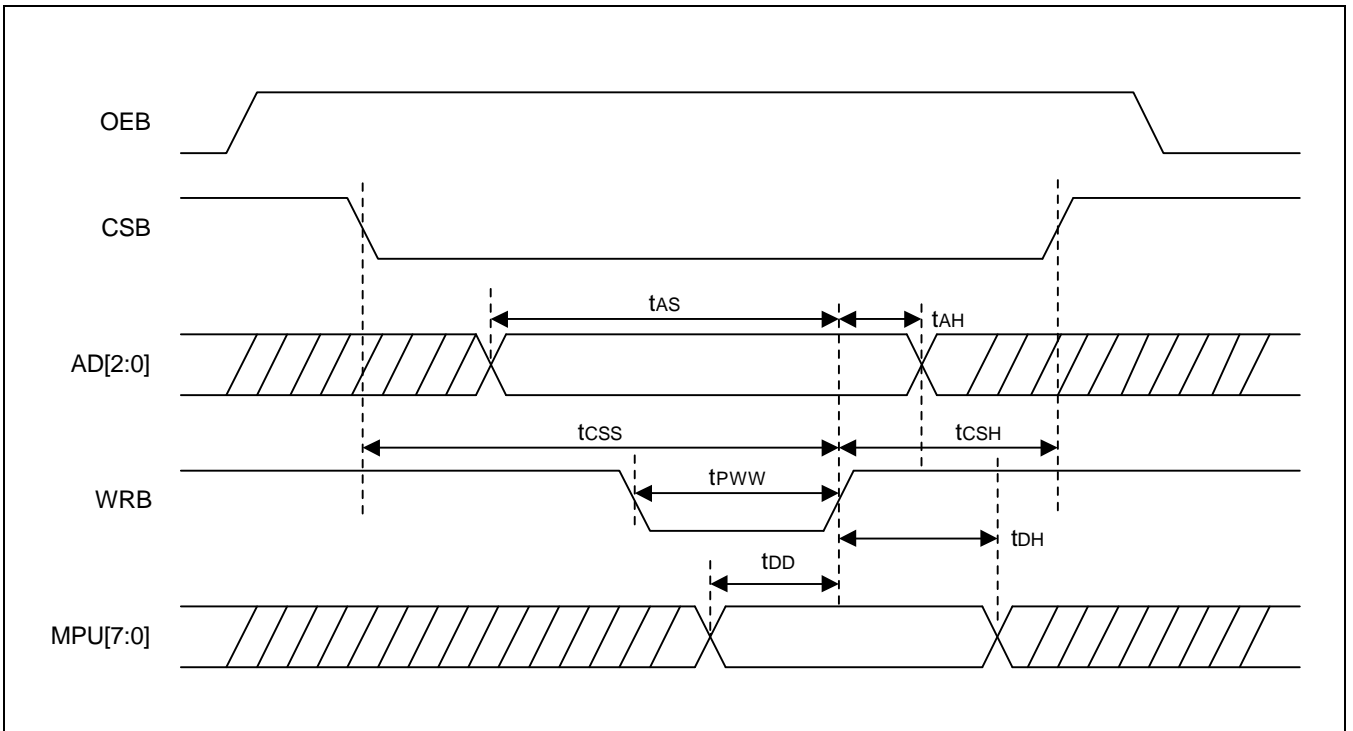 OEB
CSB
tAS
tAH
AD[2:0]
tCSS
tCSH
tPWW
WRB
tDH
tDD
MPU[7:0]